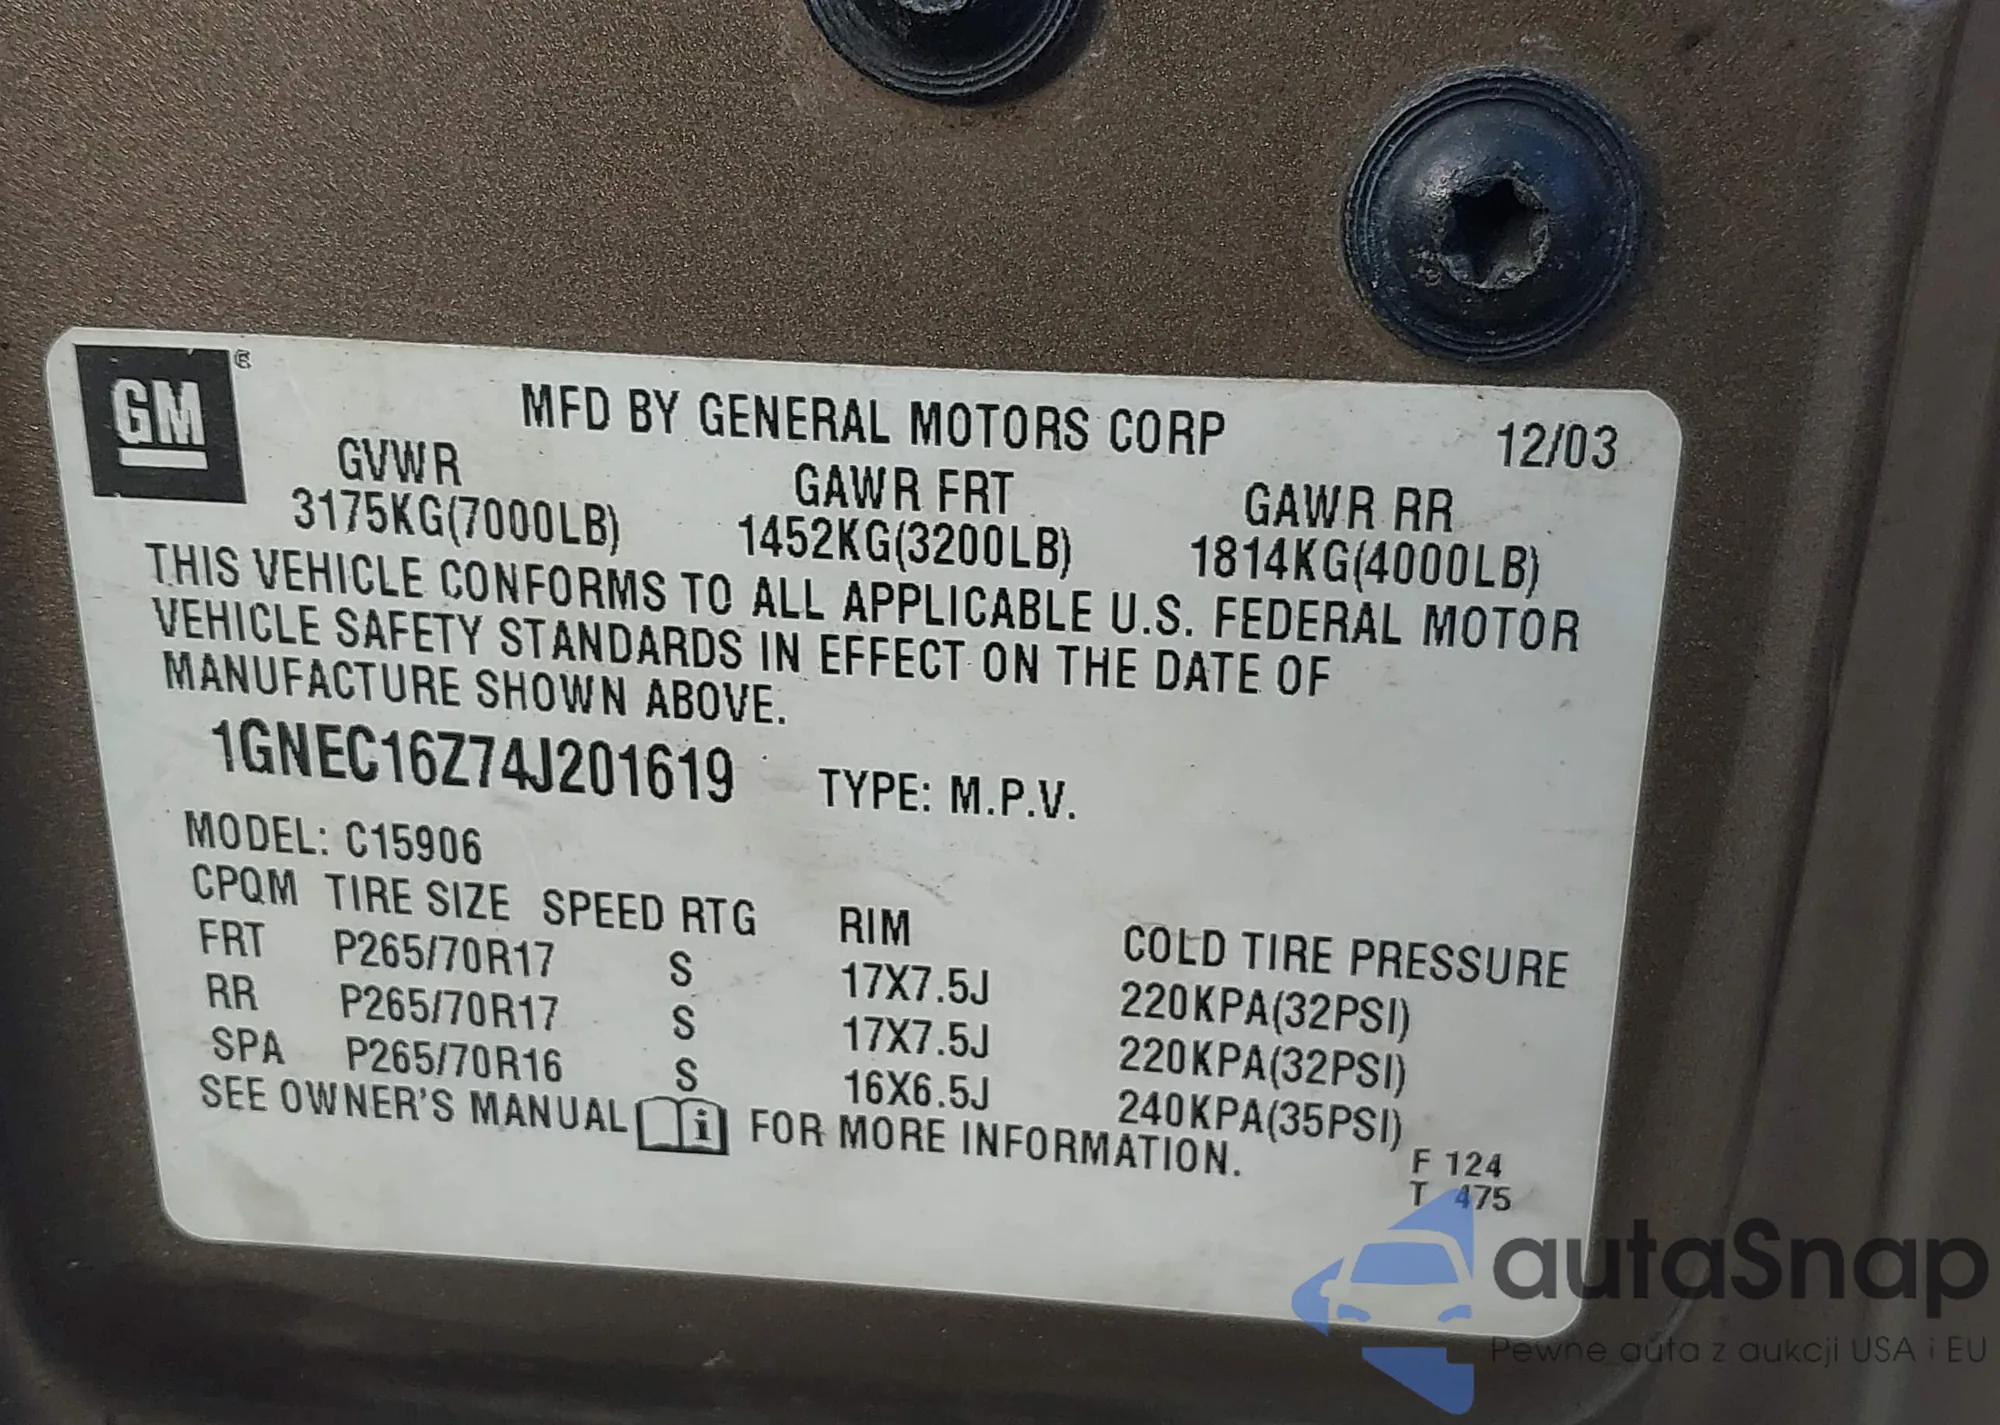 GM ®
MFD BY GENERAL MOTORS CORP 12/03
GVWR GAWR FRT GAWR RR
3175KG(7000LB) 1452KG(3200LB) 1814KG(4000LB)
THIS VEHICLE CONFORMS TO ALL APPLICABLE U.S. FEDERAL MOTOR
VEHICLE SAFETY STANDARDS IN EFFECT ON THE DATE OF
MANUFACTURE SHOWN ABOVE.
1GNEC16Z74J201619 TYPE: M.P.V.
MODEL: C15906
CPQM TIRE SIZE SPEED RTG RIM COLD TIRE PRESSURE
FRT P265/70R17 S 17X7.5J 220KPA(32PSI)
RR P265/70R17 S 17X7.5J 220KPA(32PSI)
SPA P265/70R16 S 16X6.5J 240KPA(35PSI)
SEE OWNER'S MANUAL i FOR MORE INFORMATION.
F 124
T 475
autaSnap
Pewne auta z aukcji USA i EU